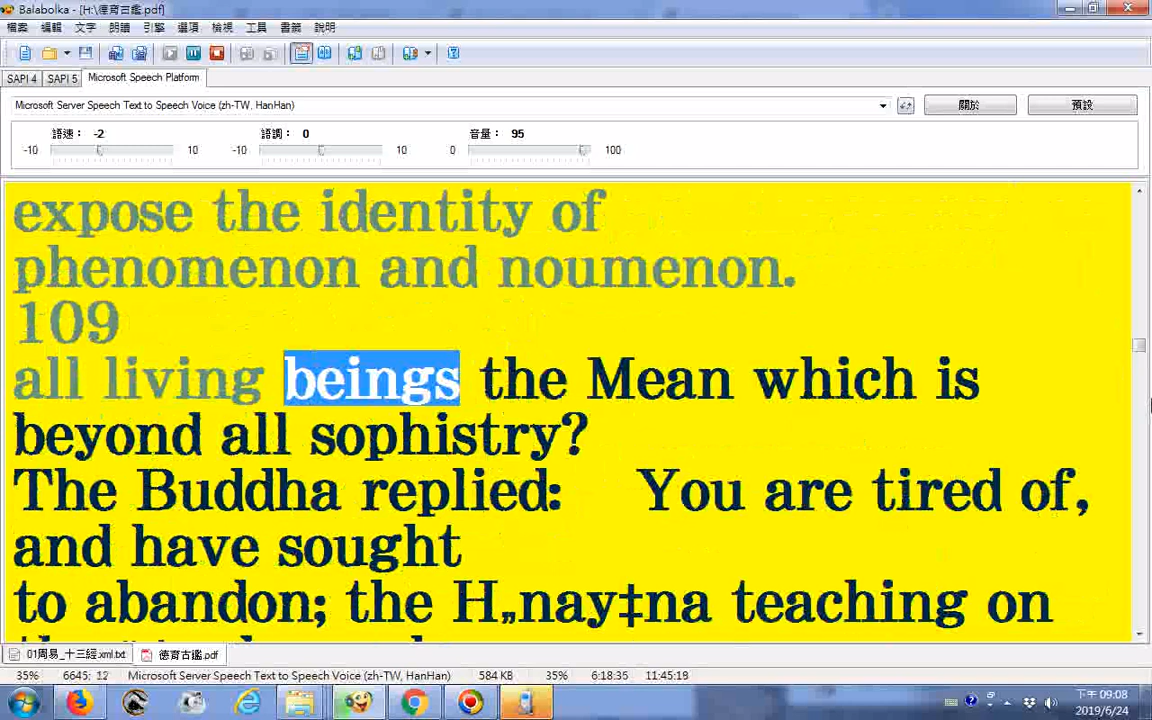 Balabolka - [H:\德育古鑑.pdf]
檔案 編輯 文字 朗讀 引擎 選項 檢視 工具 書籤 說明
SAPI 4 SAPI 5 Microsoft Speech Platform
Microsoft Server Speech Text to Speech Voice (zh-TW, HanHan) 關於 預設
語速： -2 語調： 0 音量： 95
-10 10 -10 10 0 100
expose the identity of
phenomenon and noumenon.
109
all living beings the Mean which is
beyond all sophistry?
The Buddha replied: You are tired of,
and have sought
to abandon; the H„nay‡na teaching on
01周易_十三經.xml.txt 德育古鑑.pdf
35% 6645: 12 Microsoft Server Speech Text to Speech Voice (zh-TW, HanHan) 584 KB 35% 6:18:35 11:45:19
下午 09:08
2019/6/24